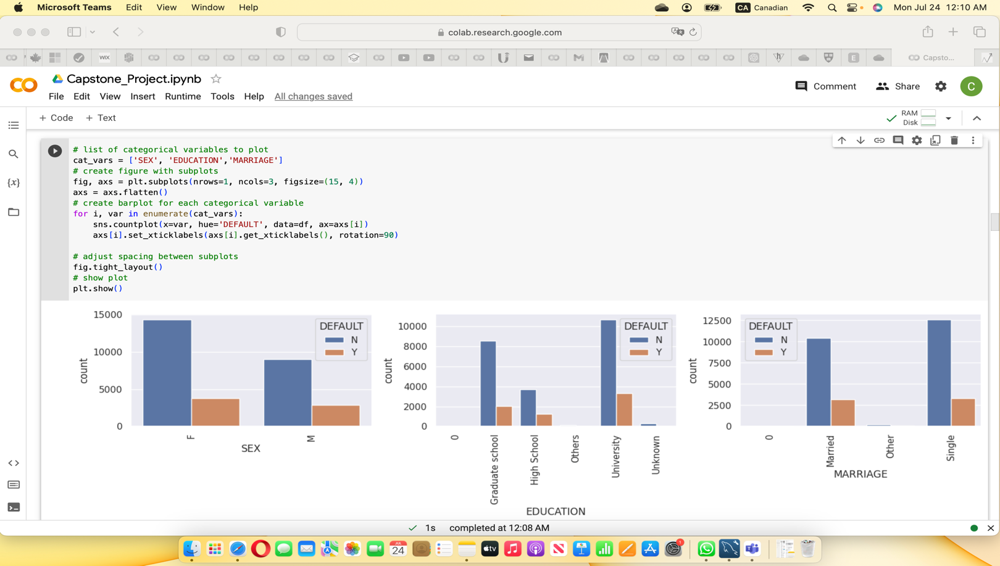 Microsoft Teams Edit View Window Help CA Canadian Mon Jul 24 12:10 AM
colab.research.google.com
WIX Capsto...
Capstone_Project.ipynb
Comment Share C
File Edit View Insert Runtime Tools Help All changes saved
+ Code + Text
RAM
Disk
# list of categorical variables to plot
cat_vars = ['SEX', 'EDUCATION','MARRIAGE']
# create figure with subplots
fig, axs = plt.subplots(nrows=1, ncols=3, figsize=(15, 4))
axs = axs.flatten()
# create barplot for each categorical variable
for i, var in enumerate(cat_vars):
    sns.countplot(x=var, hue='DEFAULT', data=df, ax=axs[i])
    axs[i].set_xticklabels(axs[i].get_xticklabels(), rotation=90)
# adjust spacing between subplots
fig.tight_layout()
# show plot
plt.show()
15000
10000
5000
0
count
DEFAULT
N
Y
F
M
SEX
10000
8000
6000
4000
2000
0
count
DEFAULT
N
Y
0
Graduate school
High School
Others
University
Unknown
EDUCATION
12500
10000
7500
5000
2500
0
count
DEFAULT
N
Y
0
Married
Other
Single
MARRIAGE
1s completed at 12:08 AM
JUL
24
tv
1